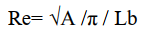 Re= √A /π / Lb